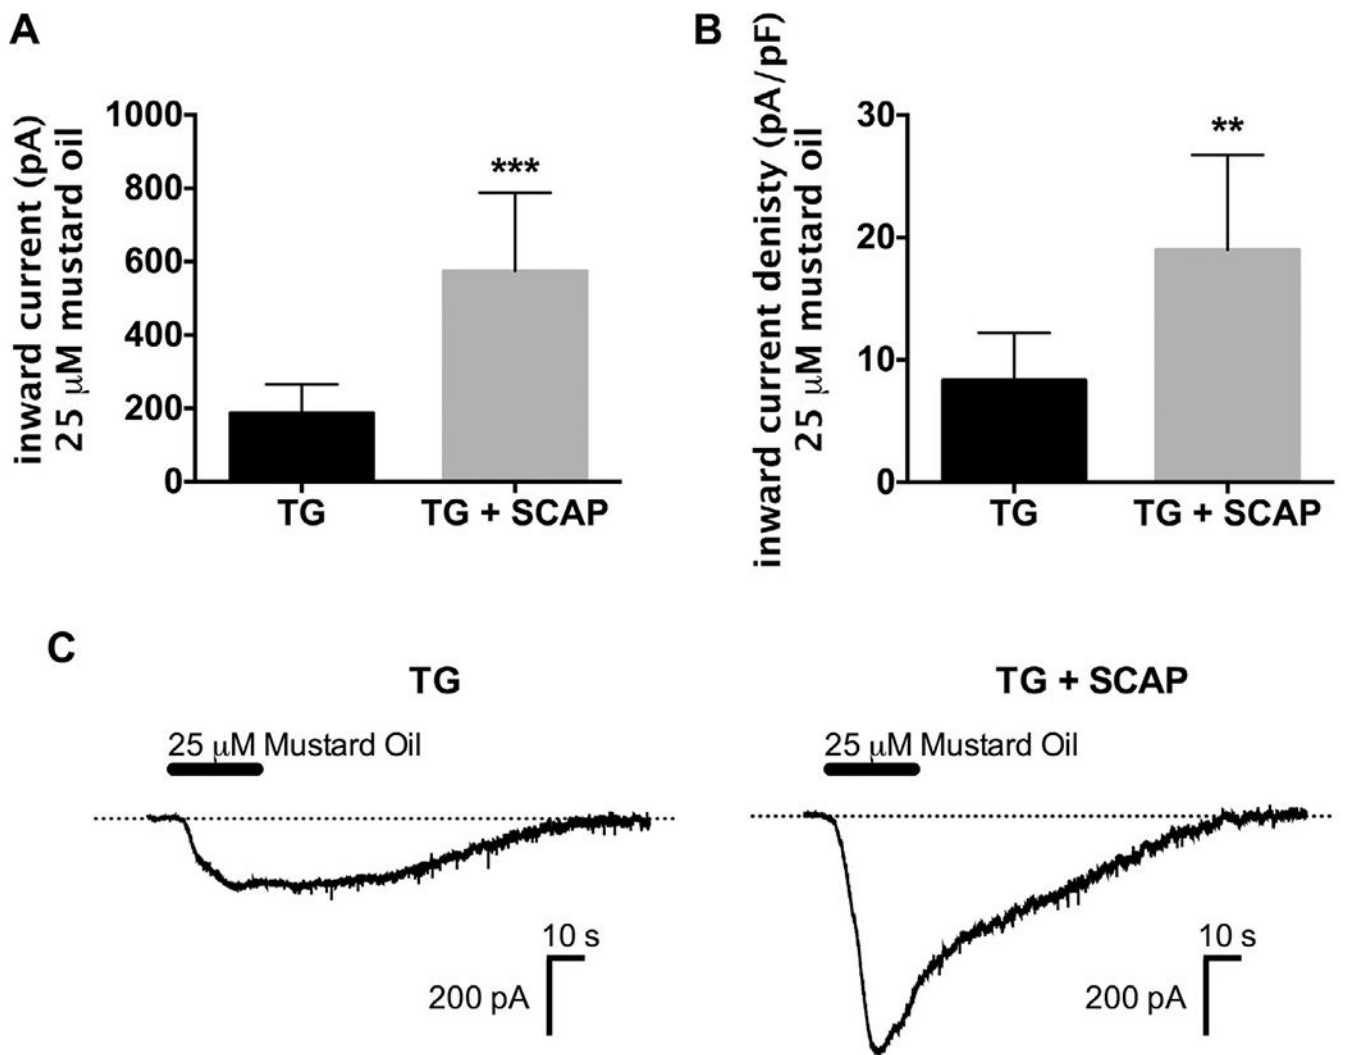 A
inward current (pA)
25 μM mustard oil
1000
800
600
400
200
0
***
TG
TG + SCAP
B
inward current denisty (pA/pF)
25 μM mustard oil
30
20
10
0
**
TG
TG + SCAP
C
TG
25 μM Mustard Oil
10 s
200 pA
TG + SCAP
25 μM Mustard Oil
10 s
200 pA